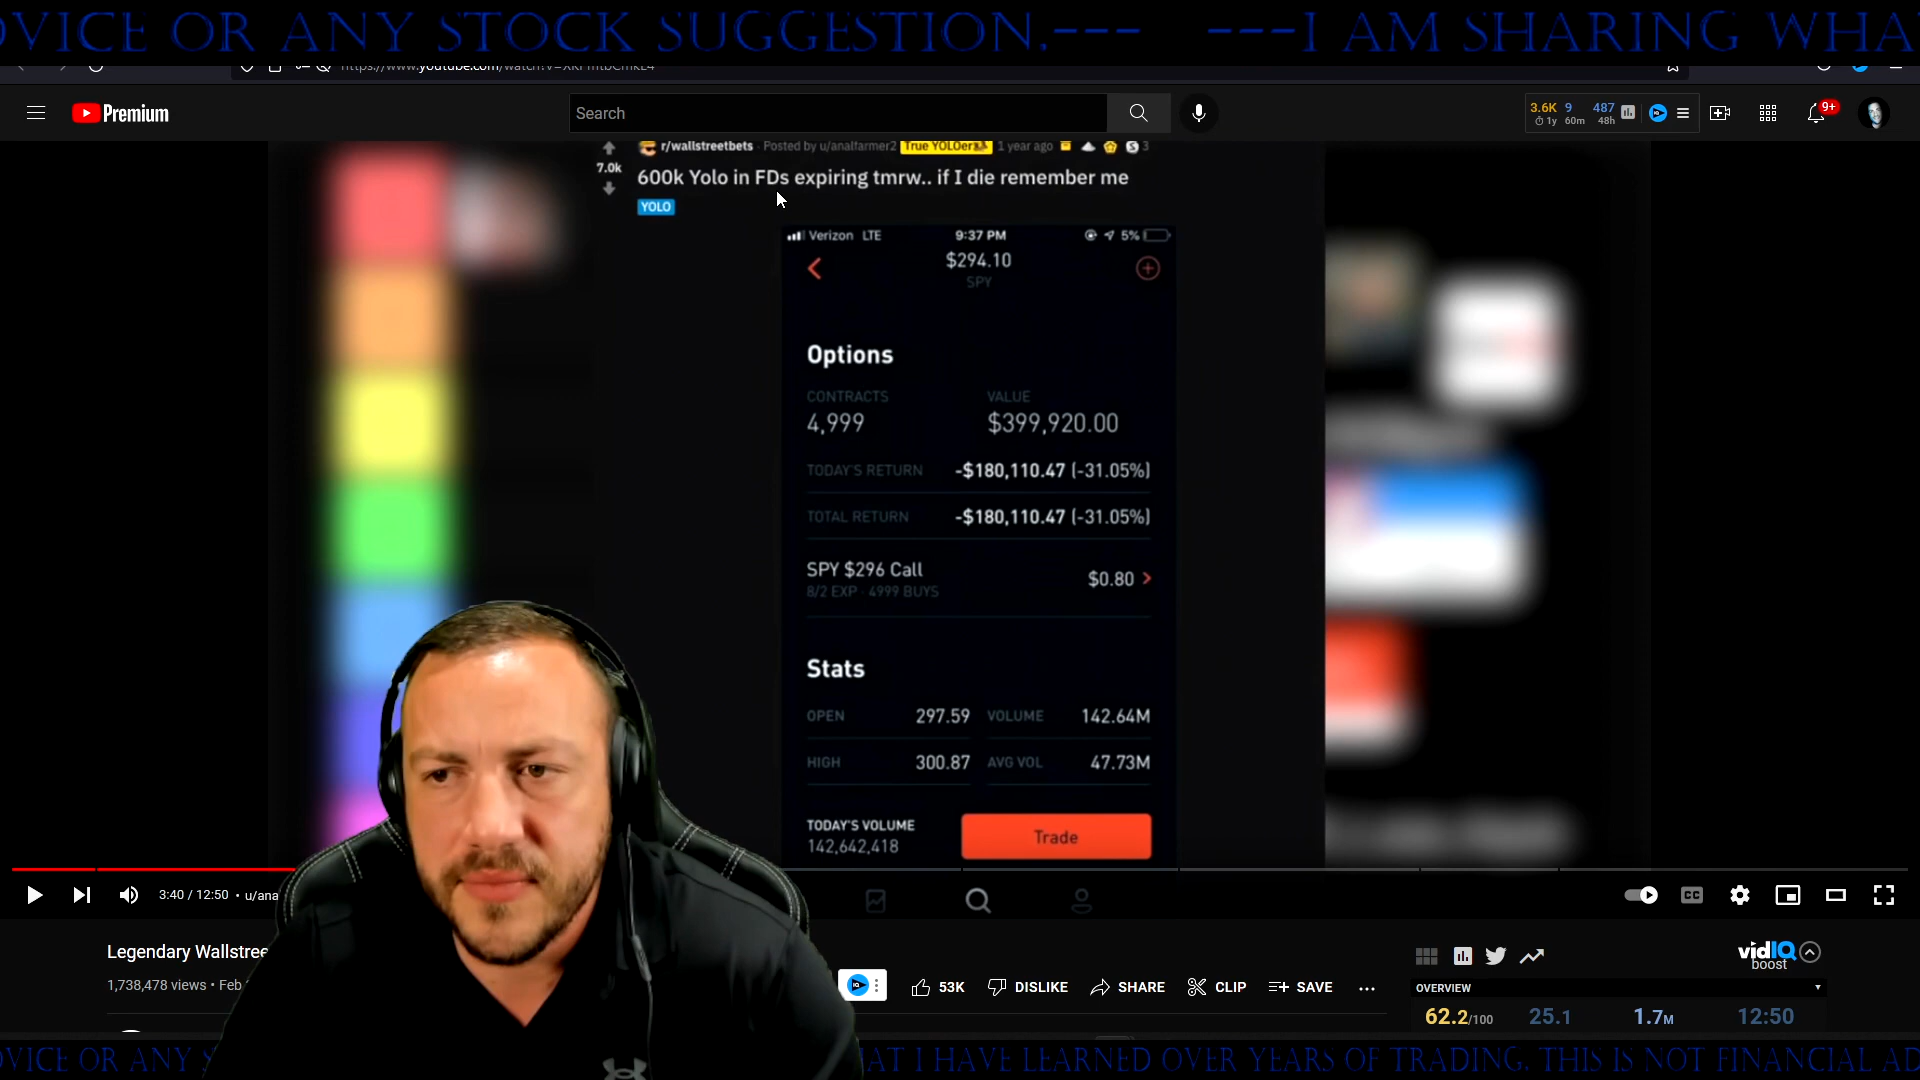 OVICE OR ANY STOCK SUGGESTION.--- ---I AM SHARING WHA
Premium
Search
3.6K 9 487
1y 60m 48h
9+
r/wallstreetbets · Posted by u/analfarmer2 True YOLOer 1 year ago 3
7.0k
600k Yolo in FDs expiring tmrw.. if I die remember me
YOLO
Verizon LTE 9:37 PM 5%
$294.10
SPY
Options
CONTRACTS VALUE
4,999 $399,920.00
TODAY'S RETURN -$180,110.47 (-31.05%)
TOTAL RETURN -$180,110.47 (-31.05%)
SPY $296 Call $0.80
8/2 EXP · 4999 BUYS
Stats
OPEN 297.59 VOLUME 142.64M
HIGH 300.87 AVG VOL 47.73M
TODAY'S VOLUME
142,642,418
Trade
3:40 / 12:50 • u/ana
CC
Legendary Wallstree
1,738,478 views • Feb
53K DISLIKE SHARE CLIP SAVE
vidIQ
boost
OVERVIEW
62.2/100 25.1 1.7M 12:50
OVICE OR ANY S
AT I HAVE LEARNED OVER YEARS OF TRADING. THIS IS NOT FINANCIAL AD